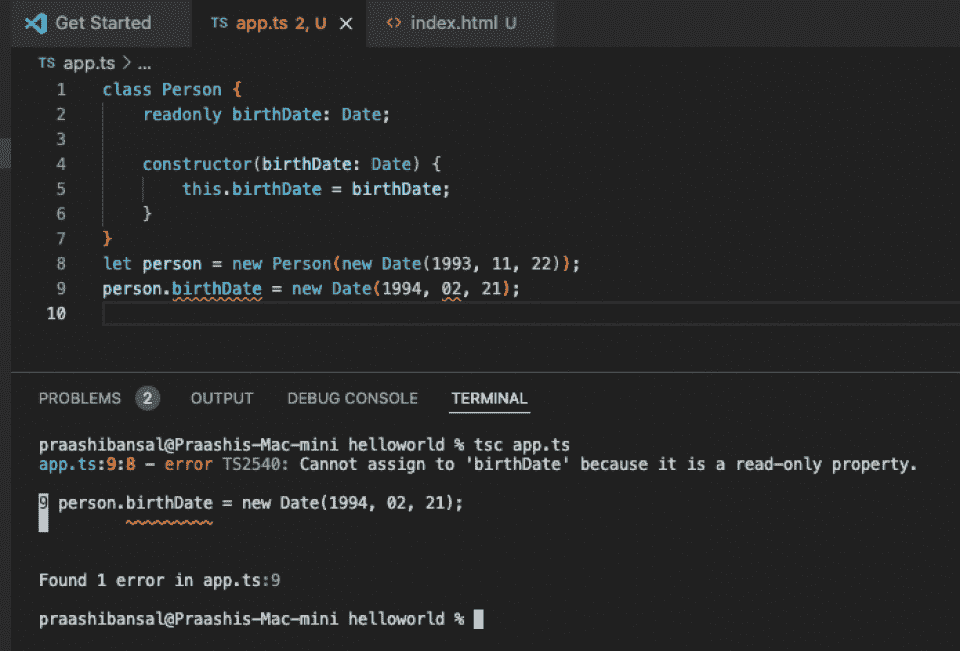 Get Started TS app.ts 2, U × <> index.html U
TS app.ts > ...
1 class Person {
2     readonly birthDate: Date;
3
4     constructor(birthDate: Date) {
5         this.birthDate = birthDate;
6     }
7 }
8 let person = new Person(new Date(1993, 11, 22));
9 person.birthDate = new Date(1994, 02, 21);
10
PROBLEMS 2 OUTPUT DEBUG CONSOLE TERMINAL
praashibansal@Praashis-Mac-mini helloworld % tsc app.ts
app.ts:9:8 - error TS2540: Cannot assign to 'birthDate' because it is a read-only property.
9 person.birthDate = new Date(1994, 02, 21);
Found 1 error in app.ts:9
praashibansal@Praashis-Mac-mini helloworld %